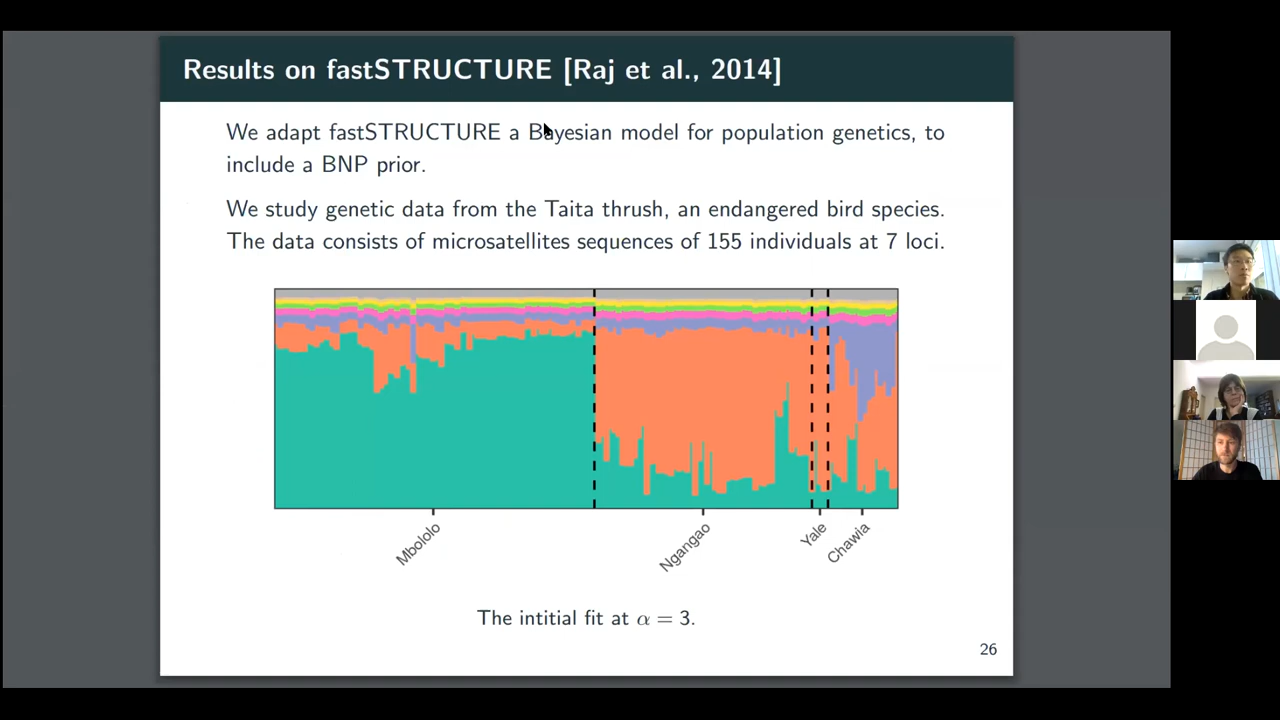 Results on fastSTRUCTURE [Raj et al., 2014]
We adapt fastSTRUCTURE a Bayesian model for population genetics, to
include a BNP prior.
We study genetic data from the Taita thrush, an endangered bird species.
The data consists of microsatellites sequences of 155 individuals at 7 loci.
Mbololo
Ngangao
Yale
Chawia
The intitial fit at α = 3.
26